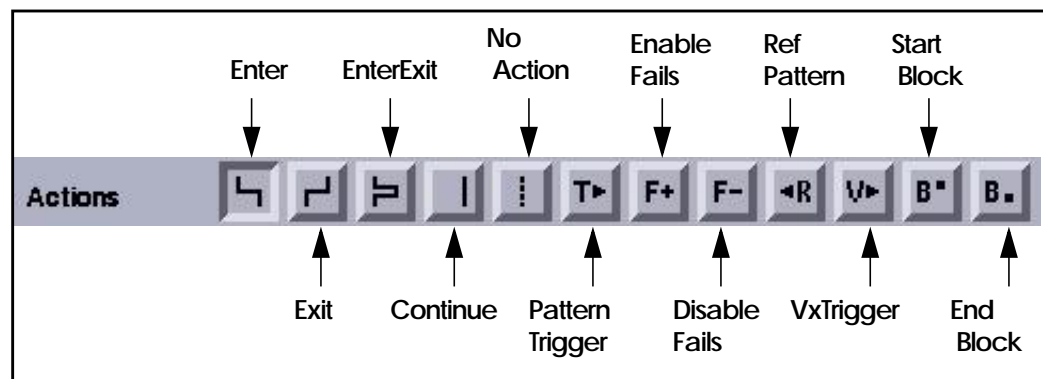 No
Action
Enable
Fails
Ref
Pattern
Start
Block
Enter
EnterExit
Actions
T▶
F+
F-
◀R
V▶
B▘
B.
Exit
Continue
Pattern
Trigger
Disable
Fails
VxTrigger
End
Block